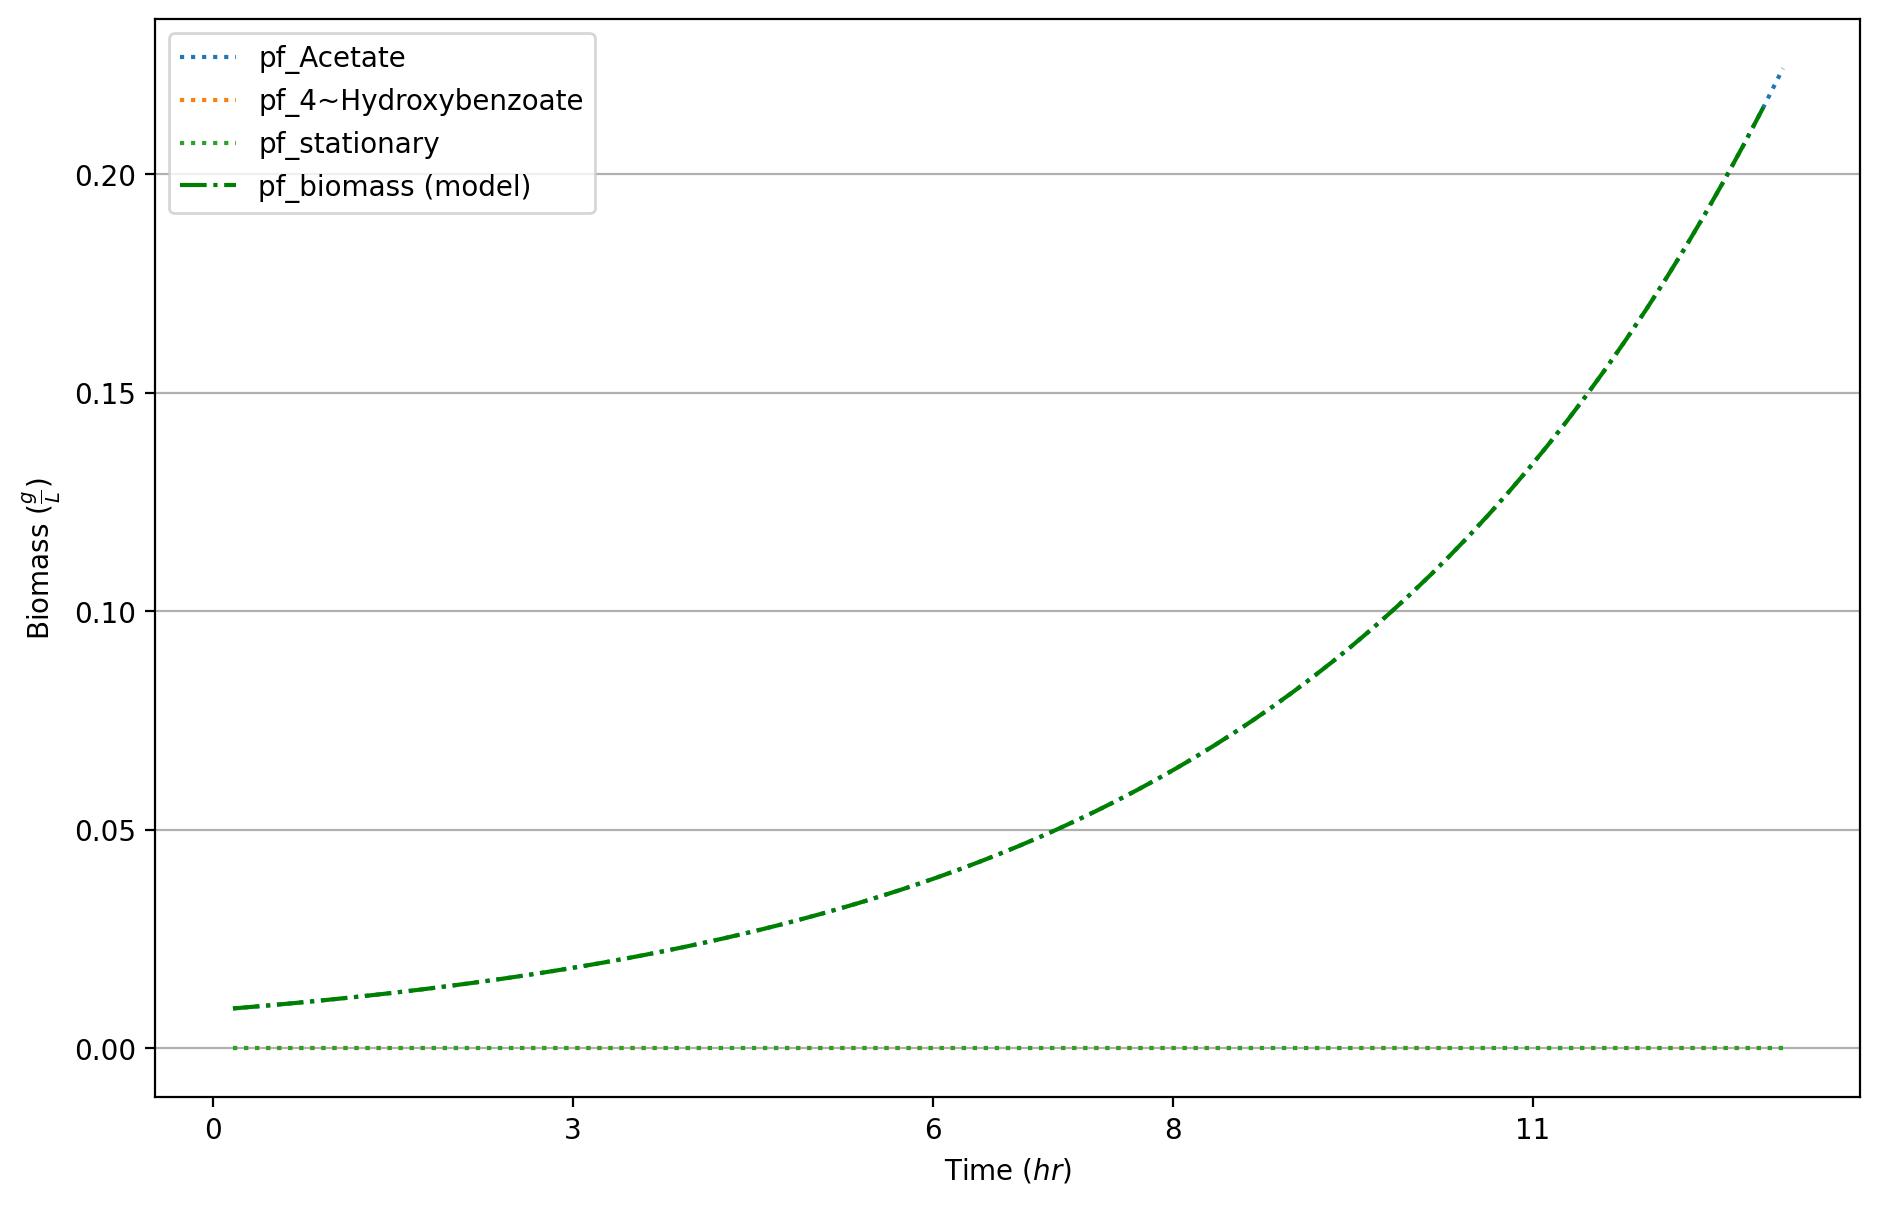 pf_Acetate
pf_4~Hydroxybenzoate
pf_stationary
pf_biomass (model)
0.20
0.15
0.10
0.05
0.00
Biomass (g/L)
0 3 6 8 11
Time (hr)